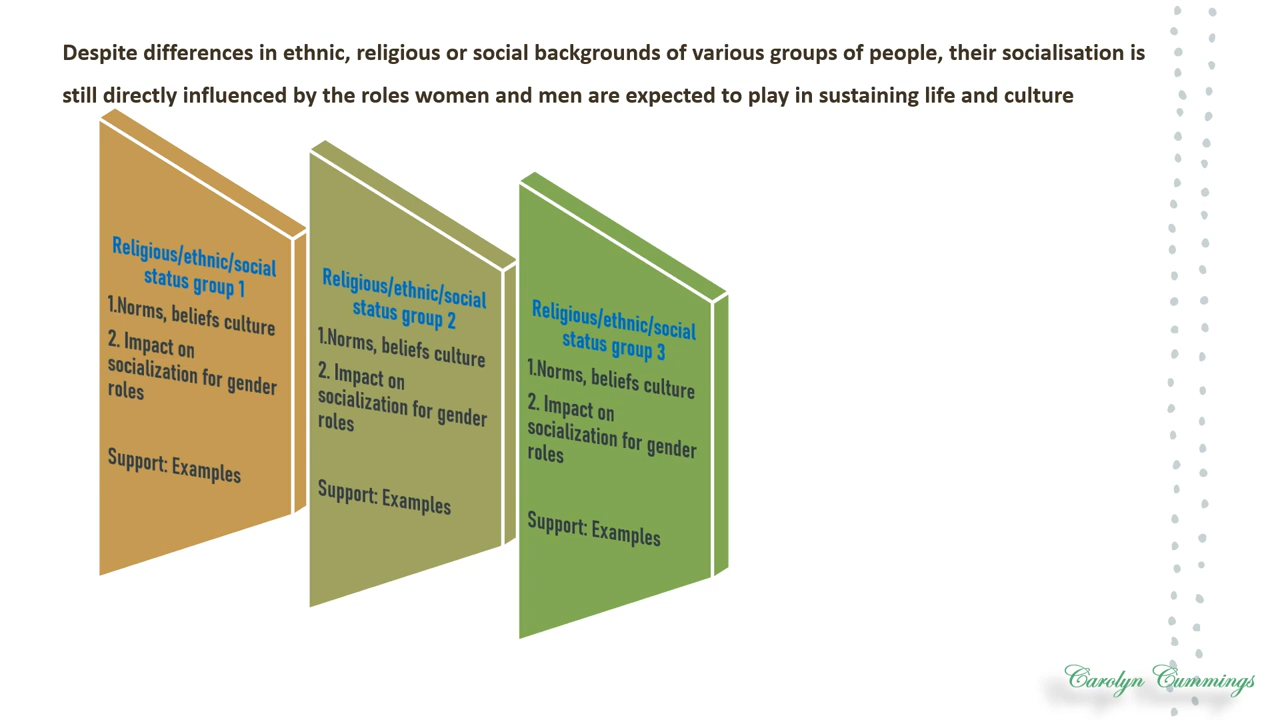 Despite differences in ethnic, religious or social backgrounds of various groups of people, their socialisation is
still directly influenced by the roles women and men are expected to play in sustaining life and culture
Religious/ethnic/social
status group 1
1.Norms, beliefs culture
2. Impact on
socialization for gender
roles
Support: Examples
Religious/ethnic/social
status group 2
1.Norms, beliefs culture
2. Impact on
socialization for gender
roles
Support: Examples
Religious/ethnic/social
status group 3
1.Norms, beliefs culture
2. Impact on
socialization for gender
roles
Support: Examples
Carolyn Cummings